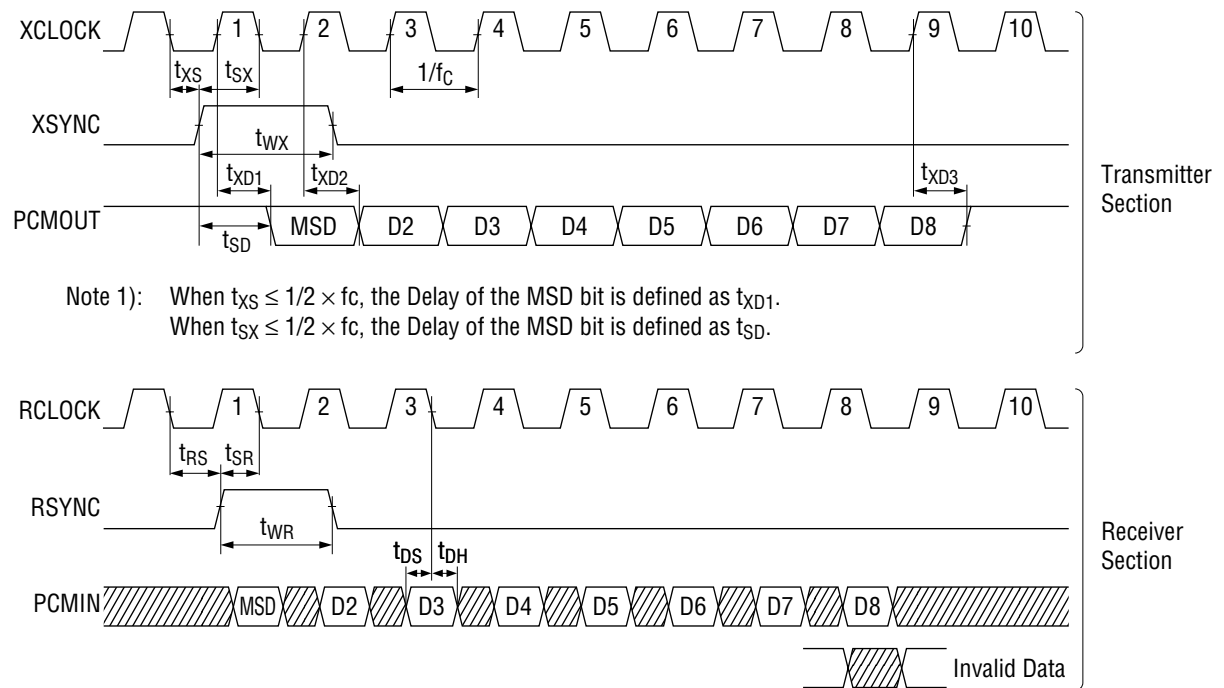 XCLOCK 1 2 3 4 5 6 7 8 9 10
tXS tSX 1/fC
XSYNC
tWX
tXD1 tXD2 tXD3
PCMOUT MSD D2 D3 D4 D5 D6 D7 D8
tSD
Transmitter
Section
Note 1): When tXS ≤ 1/2 × fc, the Delay of the MSD bit is defined as tXD1.
When tSX ≤ 1/2 × fc, the Delay of the MSD bit is defined as tSD.
RCLOCK 1 2 3 4 5 6 7 8 9 10
tRS tSR
RSYNC
tWR
tDS tDH
PCMIN MSD D2 D3 D4 D5 D6 D7 D8
Receiver
Section
Invalid Data